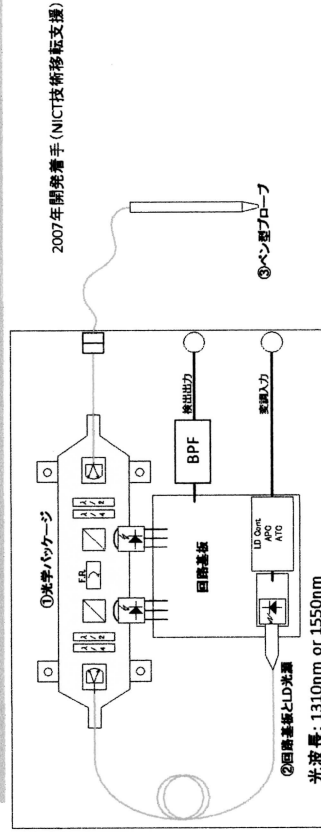 2007年開発着手(NICT技術移転支援)
①光学パッケージ
λ/4
λ/2
F.R.
λ/4
λ/2
③ペン型プローブ
検出出力
BPF
回路基板
変調入力
LD Cont.
APC
ATC
②回路基板とLD光源
光波長: 1310nm or 1550nm